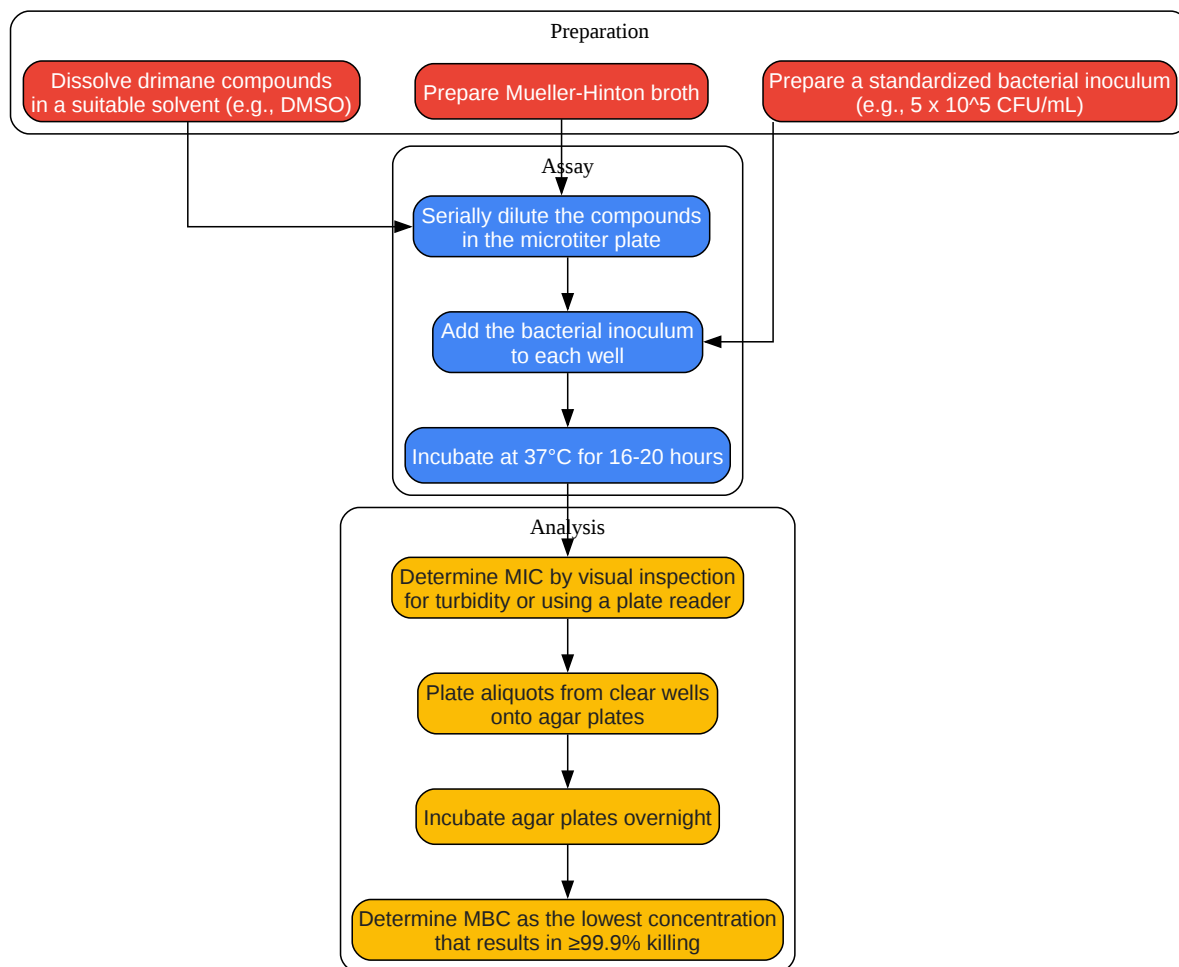 Preparation
Dissolve drimane compounds
in a suitable solvent (e.g., DMSO)
Prepare Mueller-Hinton broth
Prepare a standardized bacterial inoculum
(e.g., 5 x 10^5 CFU/mL)
Assay
Serially dilute the compounds
in the microtiter plate
Add the bacterial inoculum
to each well
Incubate at 37°C for 16-20 hours
Analysis
Determine MIC by visual inspection
for turbidity or using a plate reader
Plate aliquots from clear wells
onto agar plates
Incubate agar plates overnight
Determine MBC as the lowest concentration
that results in ≥99.9% killing